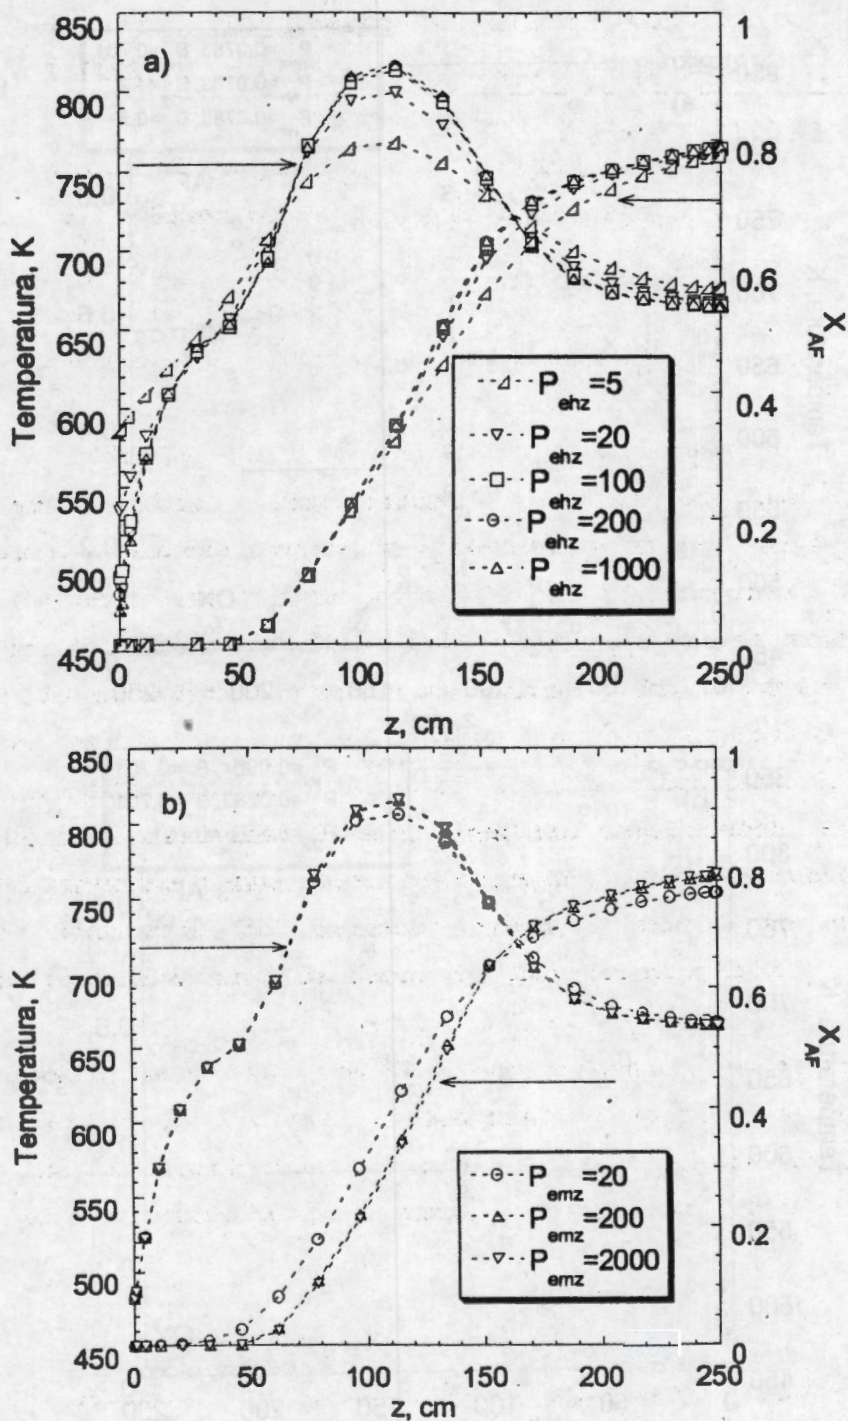 a)
850
800
750
700
650
600
550
500
450
Temperatura, K
1
0.8
0.6
0.4
0.2
0
X AF
P ehz =5
P ehz =20
P ehz =100
P ehz =200
P ehz =1000
0 50 100 150 200 250
z, cm
b)
850
800
750
700
650
600
550
500
450
Temperatura, K
1
0.8
0.6
0.4
0.2
0
X AF
P emz =20
P emz =200
P emz =2000
0 50 100 150 200 250
z, cm